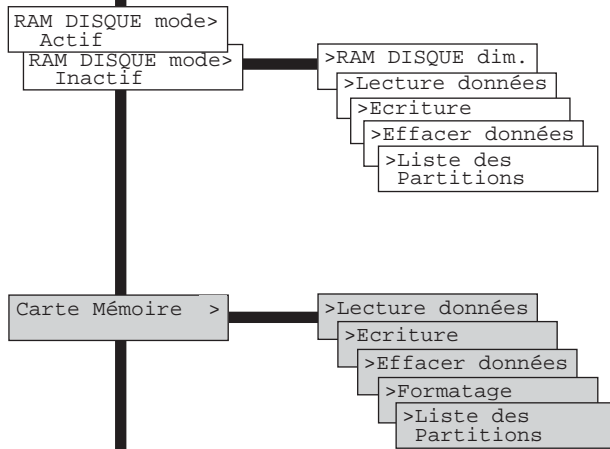 RAM DISQUE mode>
Actif
RAM DISQUE mode>
Inactif
>RAM DISQUE dim.
>Lecture données
>Ecriture
>Effacer données
>Liste des
Partitions
Carte Mémoire >
>Lecture données
>Ecriture
>Effacer données
>Formatage
>Liste des
Partitions